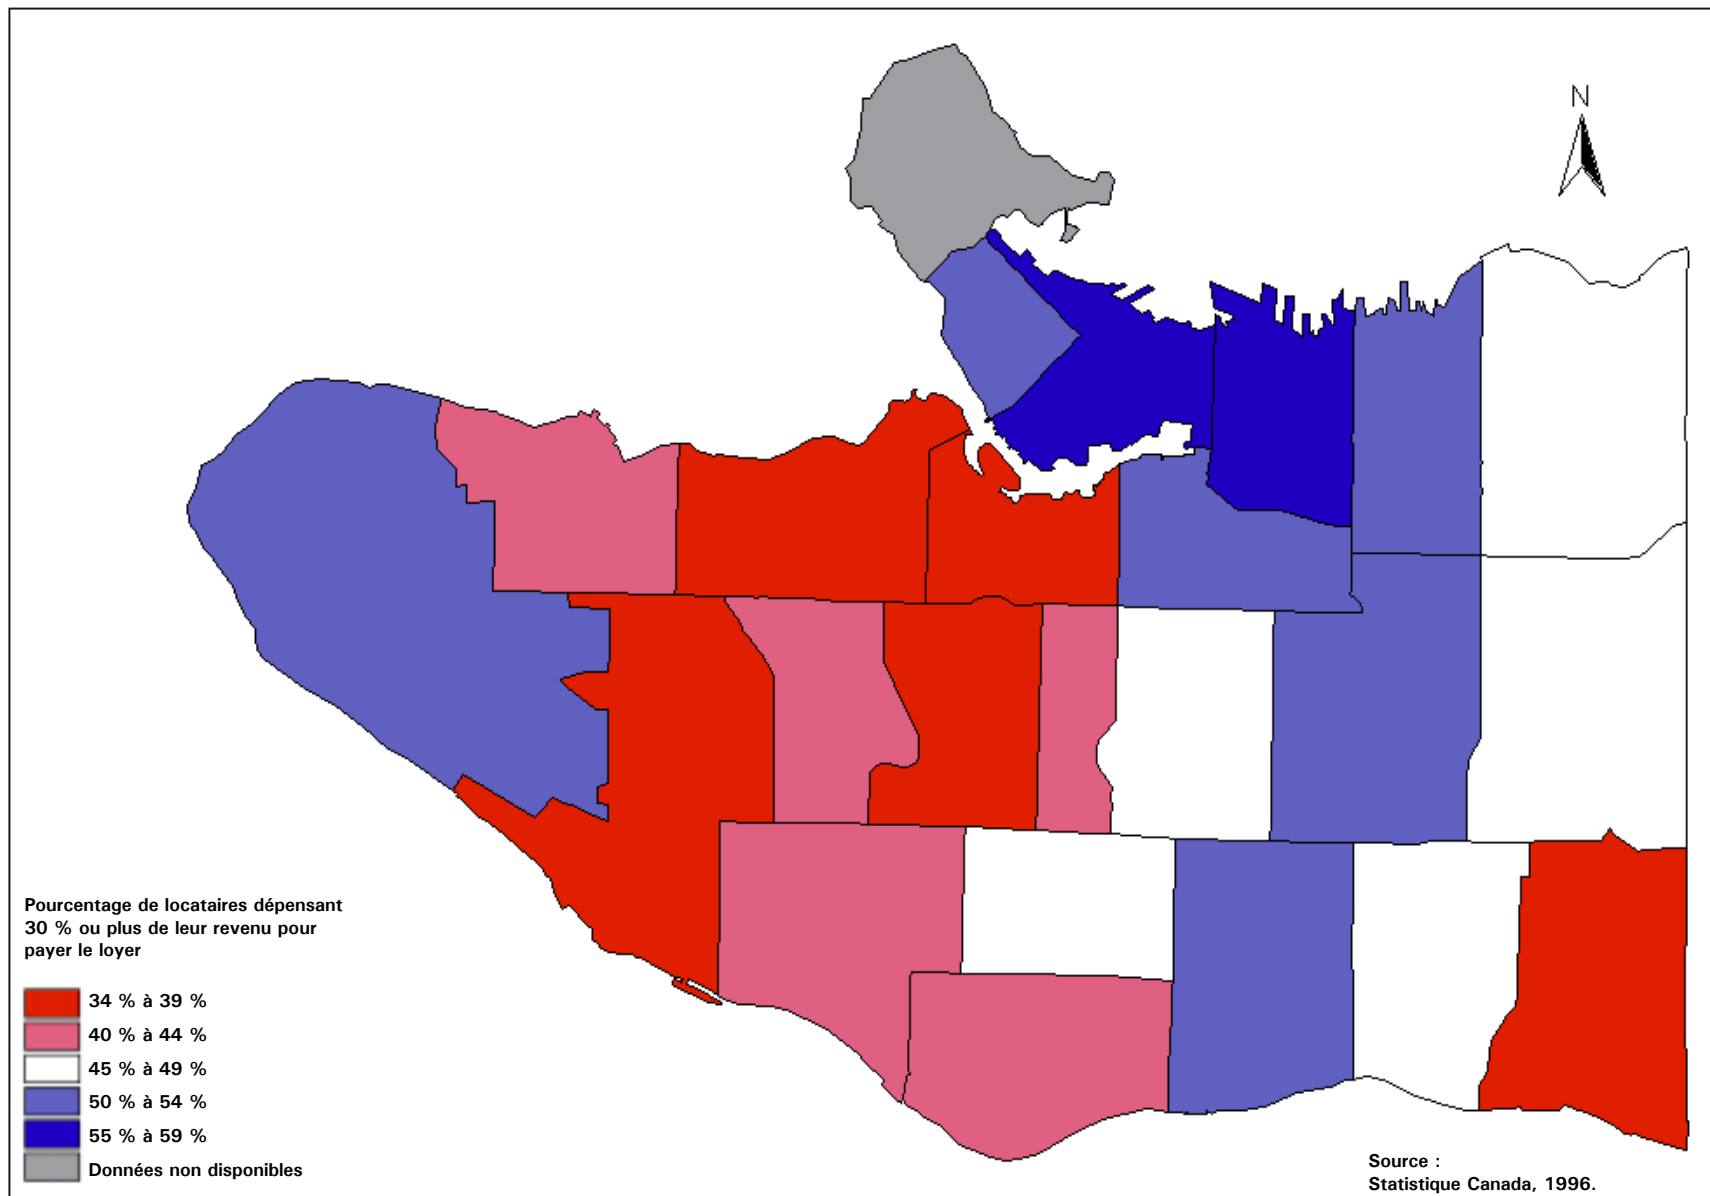 N
Pourcentage de locataires dépensant
30 % ou plus de leur revenu pour
payer le loyer
34 % à 39 %
40 % à 44 %
45 % à 49 %
50 % à 54 %
55 % à 59 %
Données non disponibles
Source :
Statistique Canada, 1996.